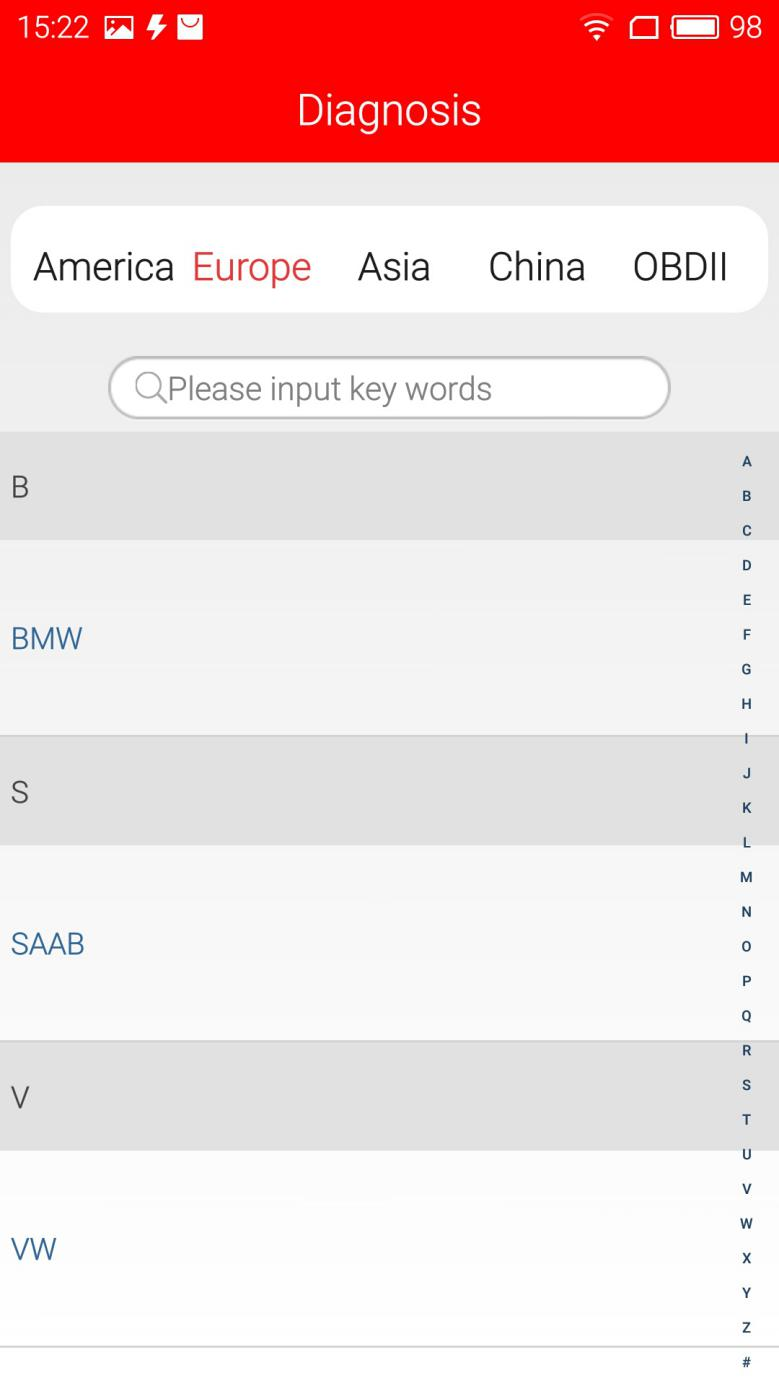 15:22 98
Diagnosis
America Europe Asia China OBDII
Please input key words
B
BMW
S
SAAB
V
VW
A
B
C
D
E
F
G
H
I
J
K
L
M
N
O
P
Q
R
S
T
U
V
W
X
Y
Z
#